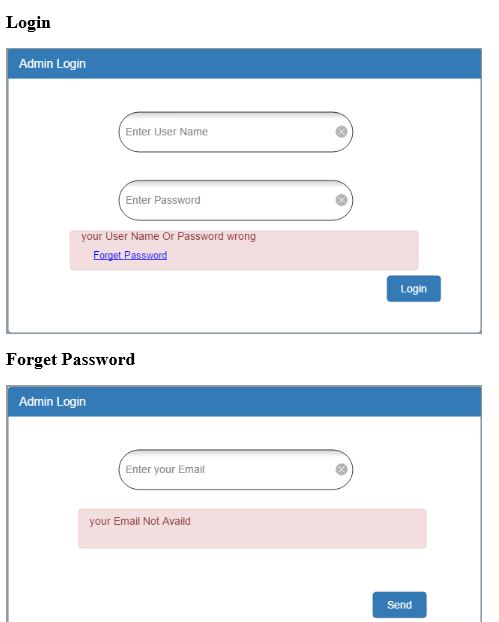 Login
Admin Login
Enter User Name
Enter Password
your User Name Or Password wrong
Forget Password
Login
Forget Password
Admin Login
Enter your Email
your Email Not Availd
Send